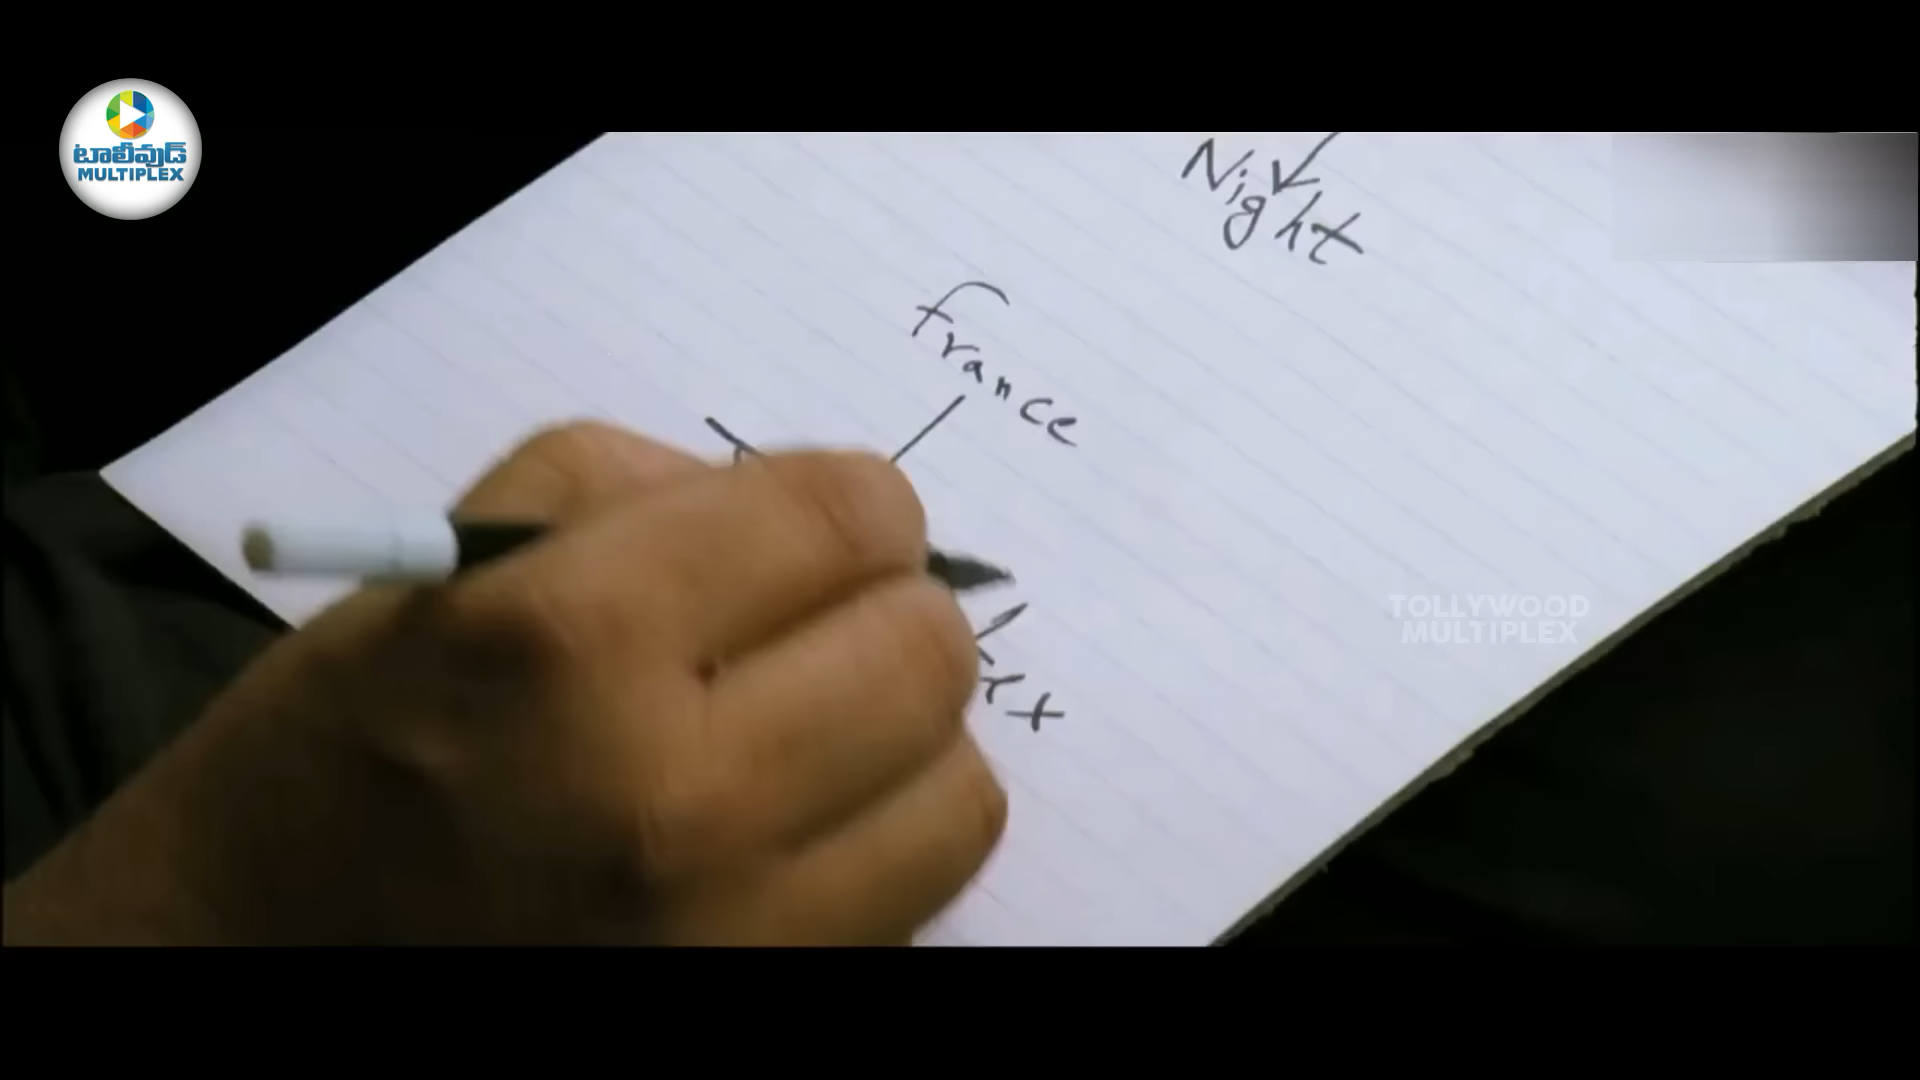 టాలీవుడ్
MULTIPLEX
Night
france
TOLLYWOOD
MULTIPLEX